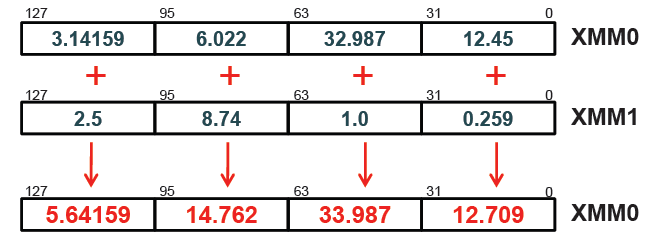 127 95 63 31 0
3.14159 6.022 32.987 12.45 XMM0
+ + + +
127 95 63 31 0
2.5 8.74 1.0 0.259 XMM1
127 95 63 31 0
5.64159 14.762 33.987 12.709 XMM0